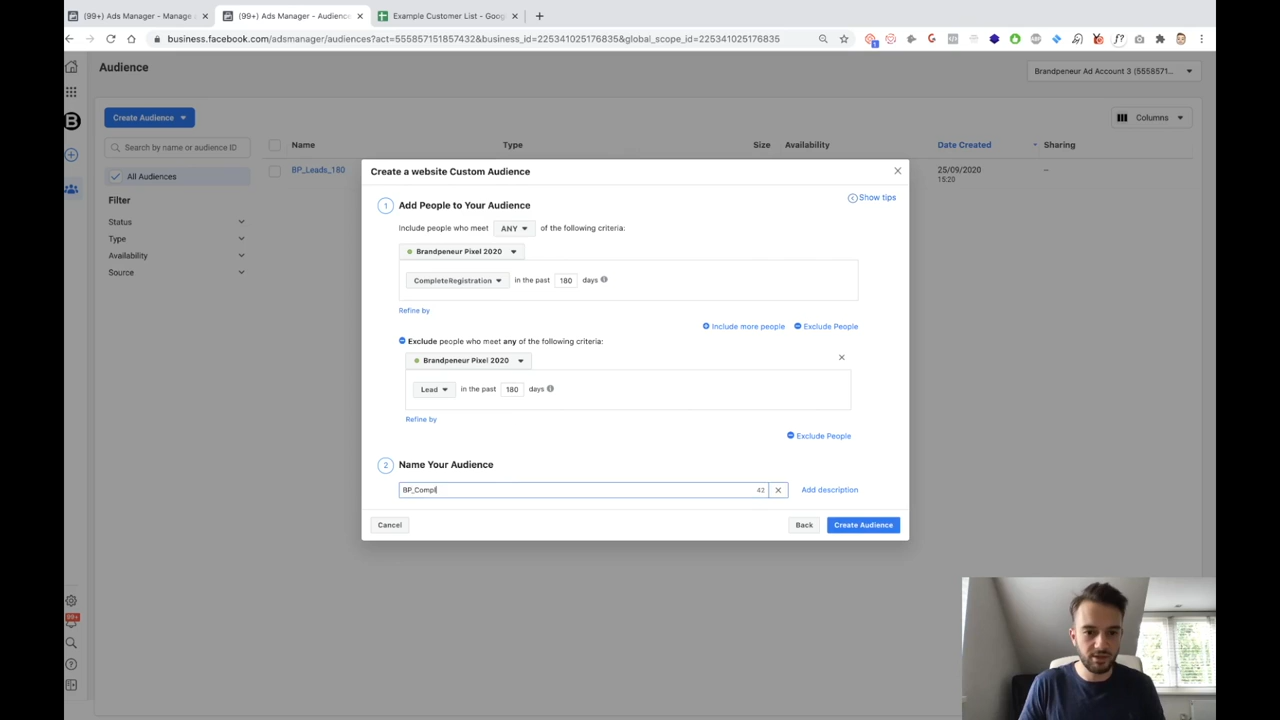 (99+) Ads Manager - Manage
(99+) Ads Manager - Audience
Example Customer List - Goog
business.facebook.com/adsmanager/audiences?act=555857151857432&business_id=225341025176835&global_scope_id=225341025176835
Audience
Brandpeneur Ad Account 3 (5558571...
Create Audience
Columns
Search by name or audience ID
Name
Type
Size
Availability
Date Created
Sharing
All Audiences
BP_Leads_180
25/09/2020
15:20
–
Filter
Status
Type
Availability
Source
Create a website Custom Audience
Show tips
1
Add People to Your Audience
Include people who meet ANY of the following criteria:
Brandpeneur Pixel 2020
CompleteRegistration in the past 180 days
Refine by
Include more people
Exclude People
Exclude people who meet any of the following criteria:
Brandpeneur Pixel 2020
Lead in the past 180 days
Refine by
Exclude People
2
Name Your Audience
BP_Compl
42
Add description
Cancel
Back
Create Audience
99+